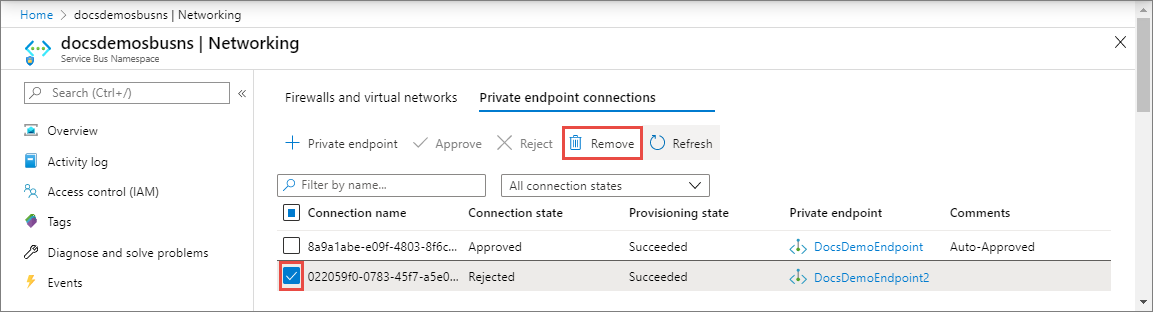 Home > docsdemosbusns | Networking
docsdemosbusns | Networking
Service Bus Namespace
Search (Ctrl+/)
Overview
Activity log
Access control (IAM)
Tags
Diagnose and solve problems
Events
Firewalls and virtual networks Private endpoint connections
Private endpoint Approve Reject Remove Refresh
Filter by name... All connection states
Connection name Connection state Provisioning state Private endpoint Comments
8a9a1abe-e09f-4803-8f6c... Approved Succeeded DocsDemoEndpoint Auto-Approved
022059f0-0783-45f7-a5e0... Rejected Succeeded DocsDemoEndpoint2